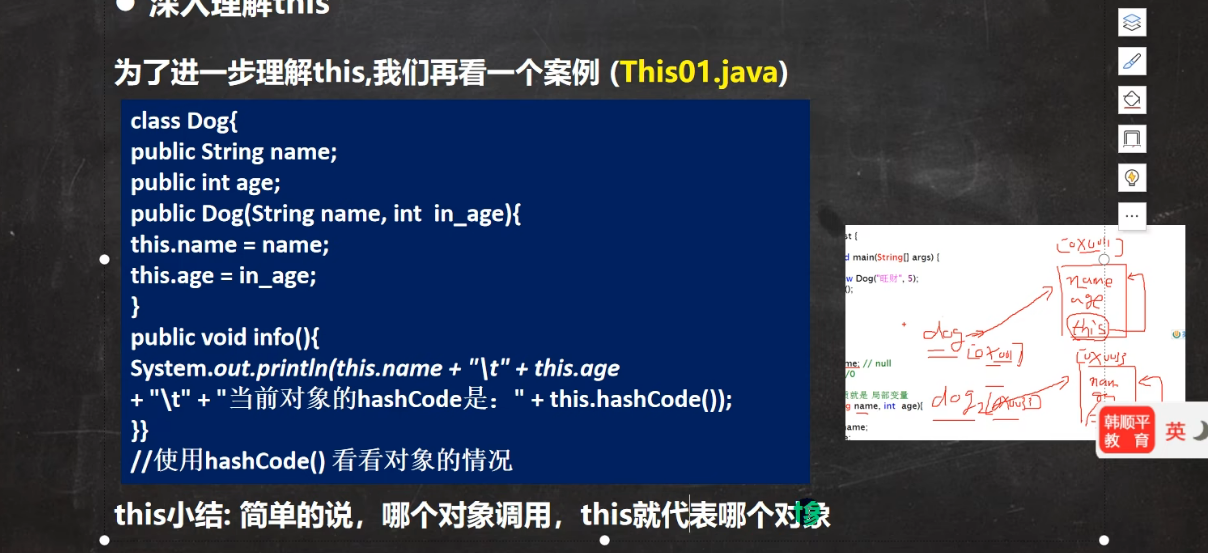 深入理解this
为了进一步理解this,我们再看一个案例 (This01.java)
class Dog{
public String name;
public int age;
public Dog(String name, int in_age){
this.name = name;
this.age = in_age;
}
public void info(){
System.out.println(this.name + "\t" + this.age
+ "\t" + "当前对象的hashCode是：" + this.hashCode());
}}
//使用hashCode() 看看对象的情况
this小结: 简单的说，哪个对象调用，this就代表哪个对象
st {
d main(String[] args) {
w Dog("旺财", 5);
();
me; // null
/0
就是 局部变量
g name, int age){
name;
name
age
this
dog
dog2
韩顺平
教 育
英